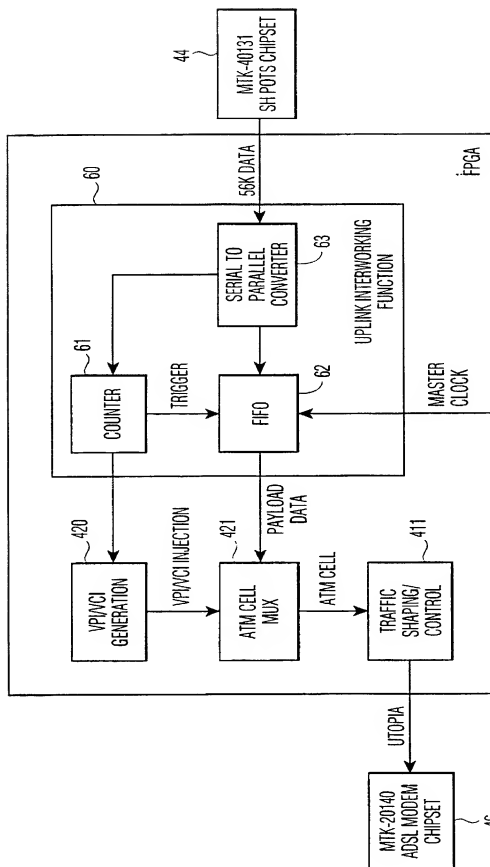 44
MTK-40131
SH POTS CHIPSET
60
56K DATA
FPGA
SERIAL TO
PARALLEL
CONVERTER
63
UPLINK INTERWORKING
FUNCTION
61
COUNTER
TRIGGER
FIFO
62
MASTER
CLOCK
420
VPI/VCI
GENERATION
VPI/VCI INJECTION
421
ATM CELL
MUX
PAYLOAD
DATA
ATM CELL
411
TRAFFIC
SHAPING/
CONTROL
UTOPIA
MTK-20140
ADSL MODEM
CHIPSET